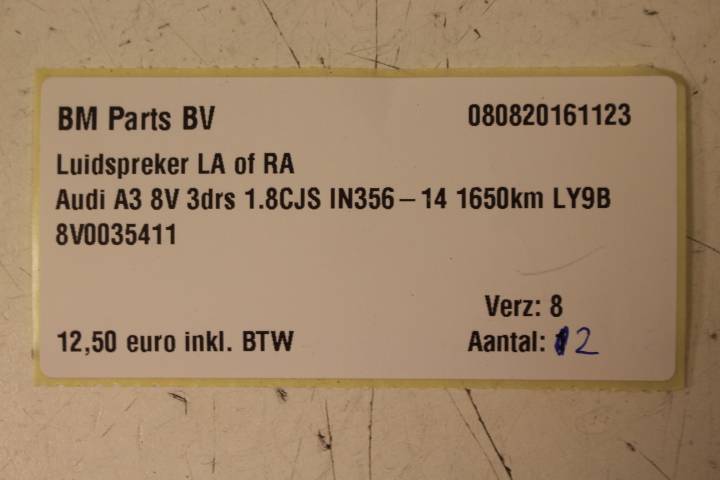 BM Parts BV 080820161123
Luidspreker LA of RA
Audi A3 8V 3drs 1.8CJS IN356-14 1650km LY9B
8V0035411
Verz: 8
12,50 euro inkl. BTW Aantal: 2